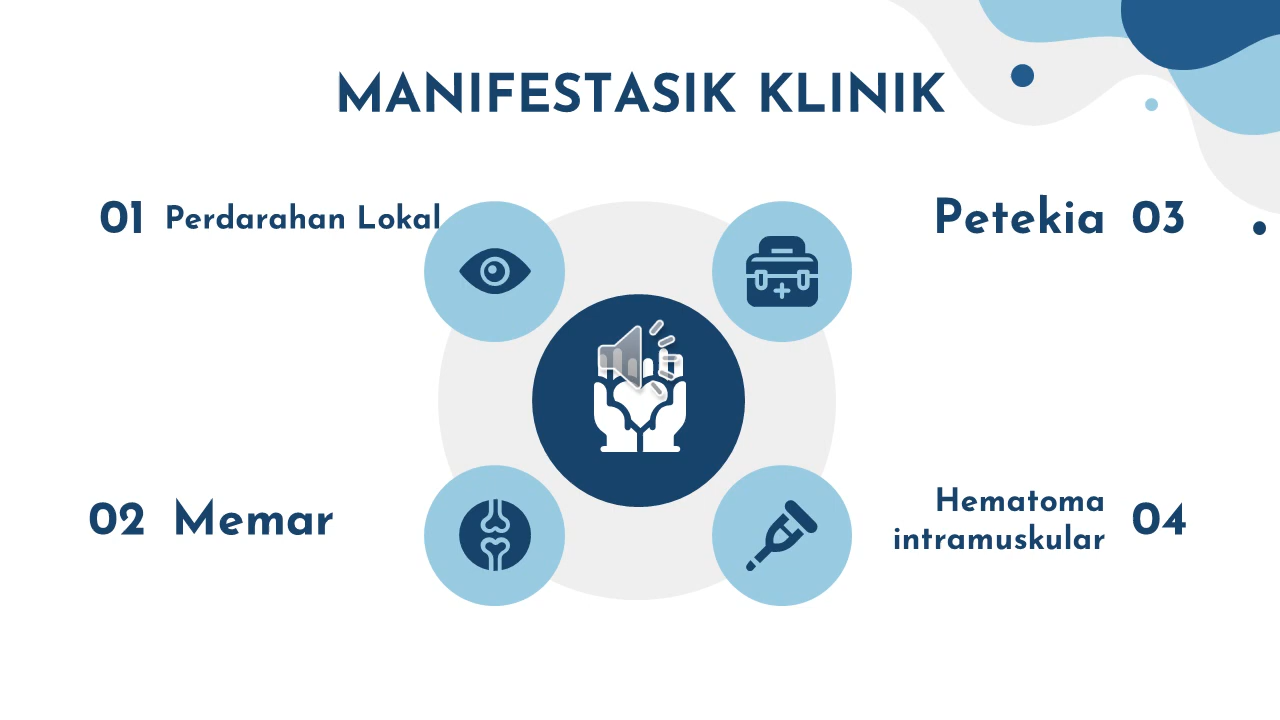 MANIFESTASIK KLINIK
01 Perdarahan Lokal
02 Memar
Petekia 03
Hematoma
intramuskular 04